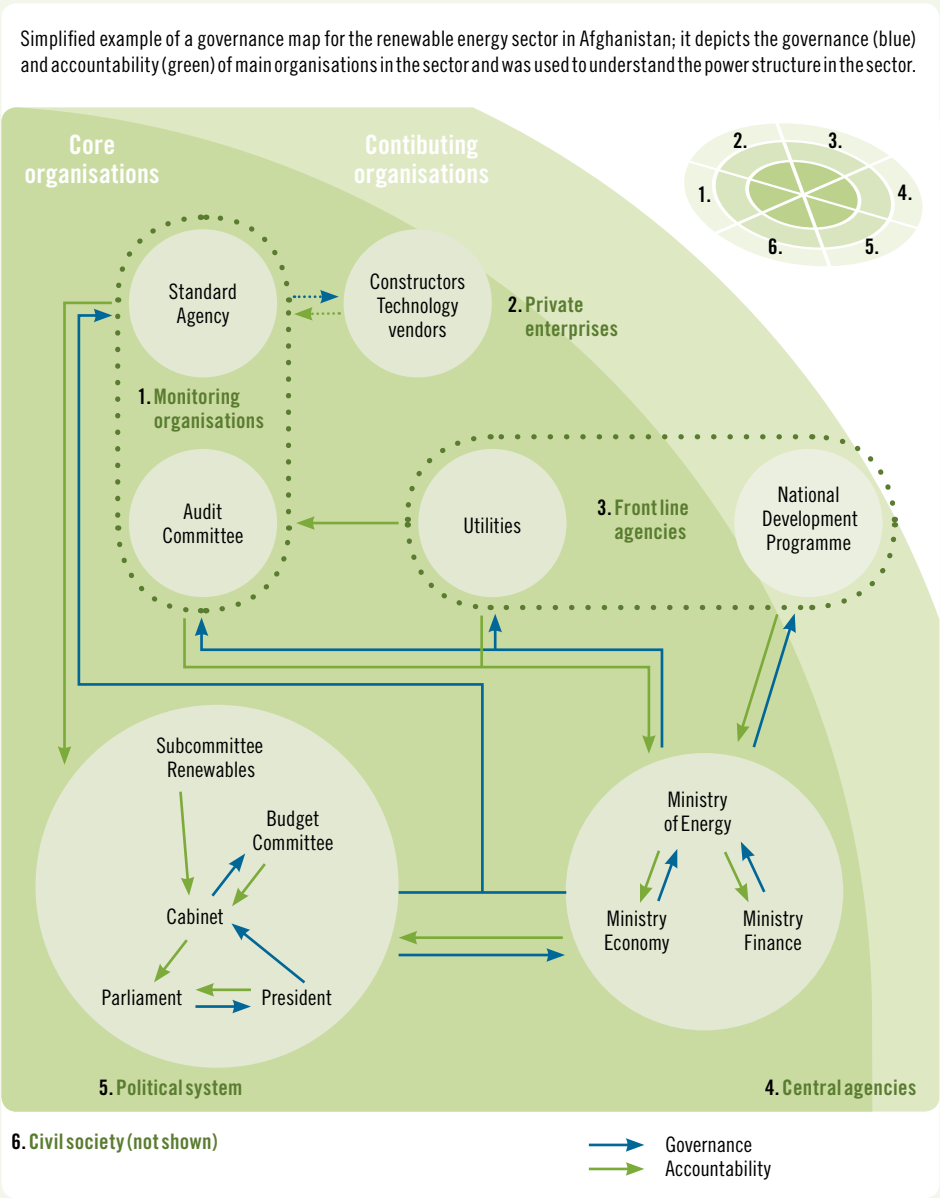 Simplified example of a governance map for the renewable energy sector in Afghanistan; it depicts the governance (blue)
and accountability (green) of main organisations in the sector and was used to understand the power structure in the sector.
Core
organisations
Contibuting
organisations
2.
3.
1.
4.
6.
5.
Standard
Agency
Constructors
Technology
vendors
2. Private
enterprises
1. Monitoring
organisations
Audit
Committee
Utilities
3. Front line
agencies
National
Development
Programme
Subcommittee
Renewables
Budget
Committee
Cabinet
Parliament
President
Ministry
of Energy
Ministry
Economy
Ministry
Finance
5. Political system
4. Central agencies
6. Civil society (not shown)
Governance
Accountability